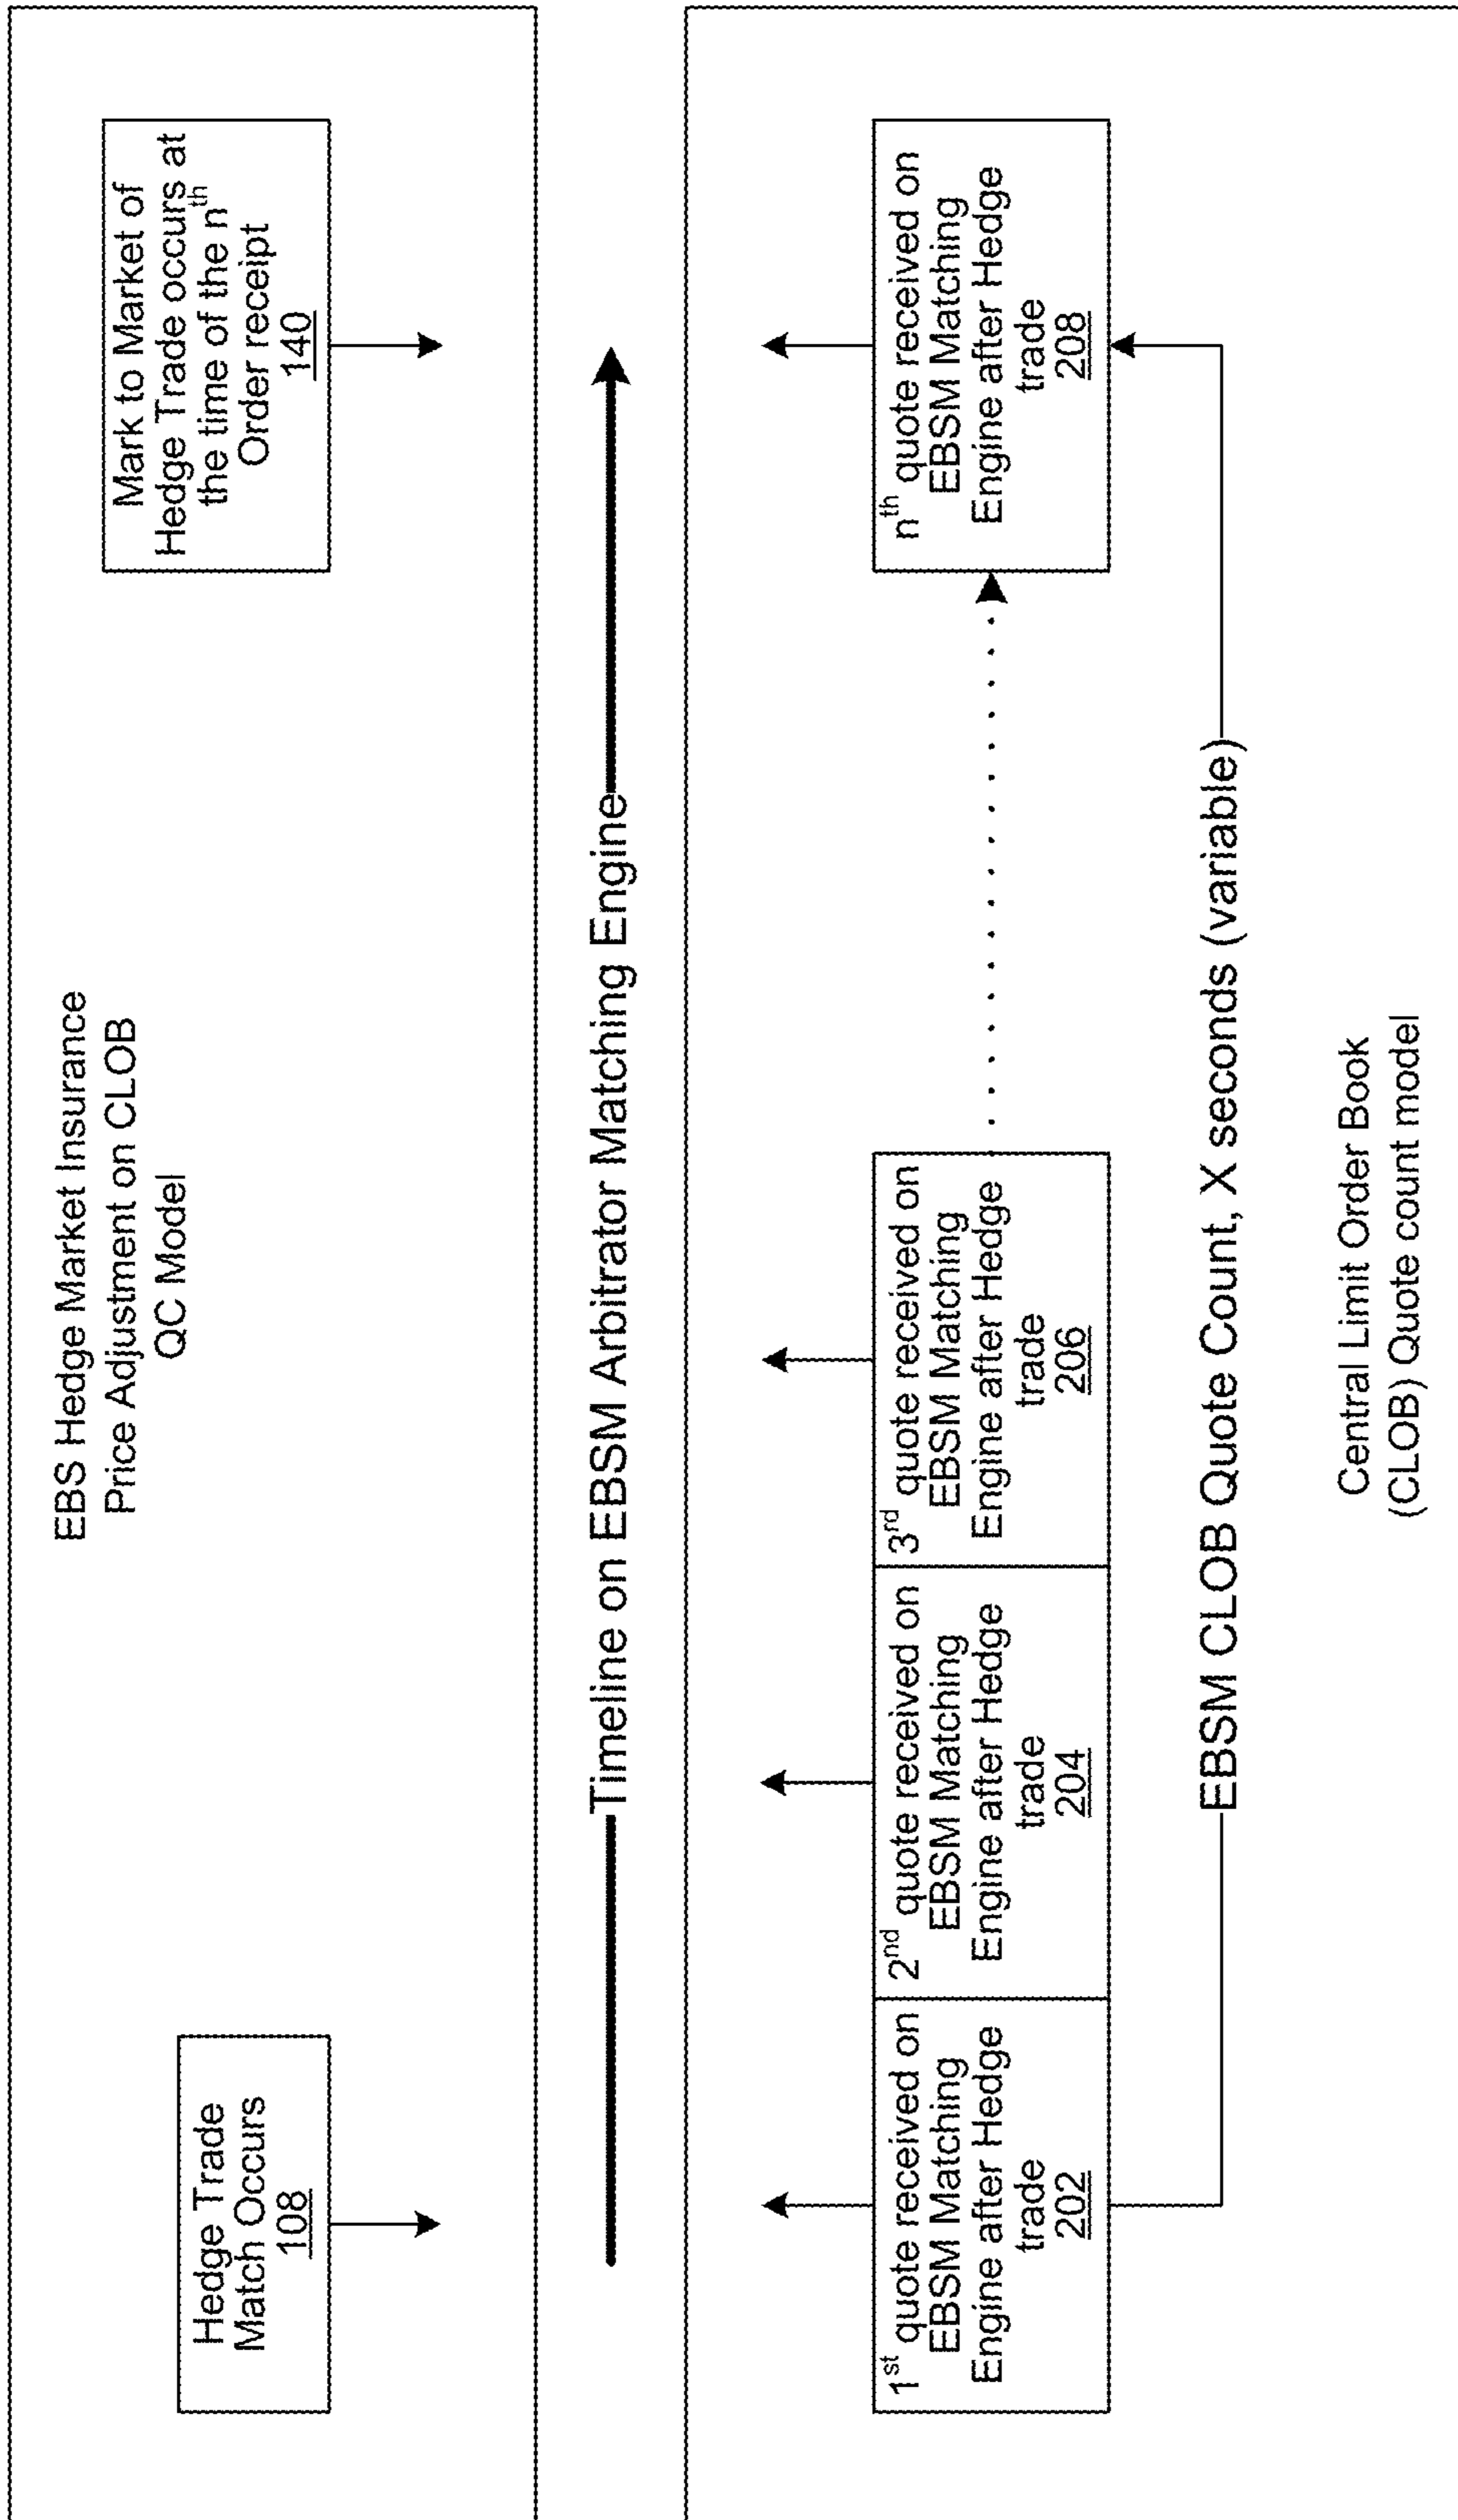 EBS Hedge Market Insurance
Price Adjustment on CLOB
QC Model
Hedge Trade
Match Occurs
108
Mark to Market of
Hedge Trade occurs at
the time of the nth
Order receipt
140
Timeline on EBSM Arbitrator Matching Engine
1st quote received on
EBSM Matching
Engine after Hedge
trade
202
2nd quote received on
EBSM Matching
Engine after Hedge
trade
204
3rd quote received on
EBSM Matching
Engine after Hedge
trade
206
nth quote received on
EBSM Matching
Engine after Hedge
trade
208
EBSM CLOB Quote Count, X seconds (variable)
Central Limit Order Book
(CLOB) Quote count model